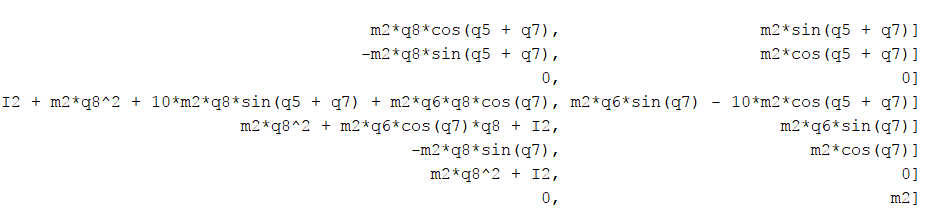 m2*q8*cos(q5 + q7), m2*sin(q5 + q7)]
-m2*q8*sin(q5 + q7), m2*cos(q5 + q7)]
0, 0]
I2 + m2*q8^2 + 10*m2*q8*sin(q5 + q7) + m2*q6*q8*cos(q7), m2*q6*sin(q7) - 10*m2*cos(q5 + q7)]
m2*q8^2 + m2*q6*cos(q7)*q8 + I2, m2*q6*sin(q7)]
-m2*q8*sin(q7), m2*cos(q7)]
m2*q8^2 + I2, 0]
0, m2]